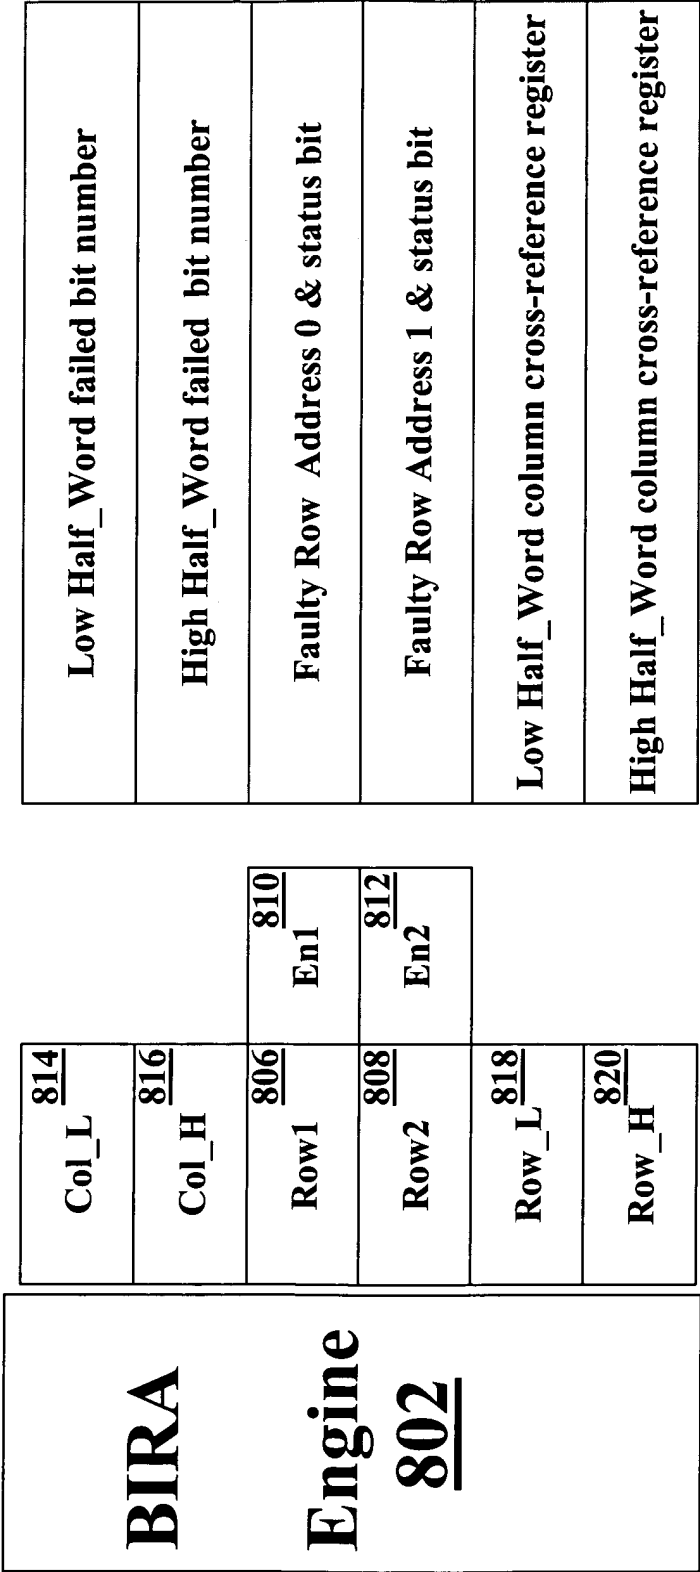 BIRA
Engine
802
Col_L 814
Col_H 816
Row1 806
En1 810
Row2 808
En2 812
Row_L 818
Row_H 820
Low Half_Word failed bit number
High Half_Word failed bit number
Faulty Row Address 0 & status bit
Faulty Row Address 1 & status bit
Low Half_Word column cross-reference register
High Half_Word column cross-reference register